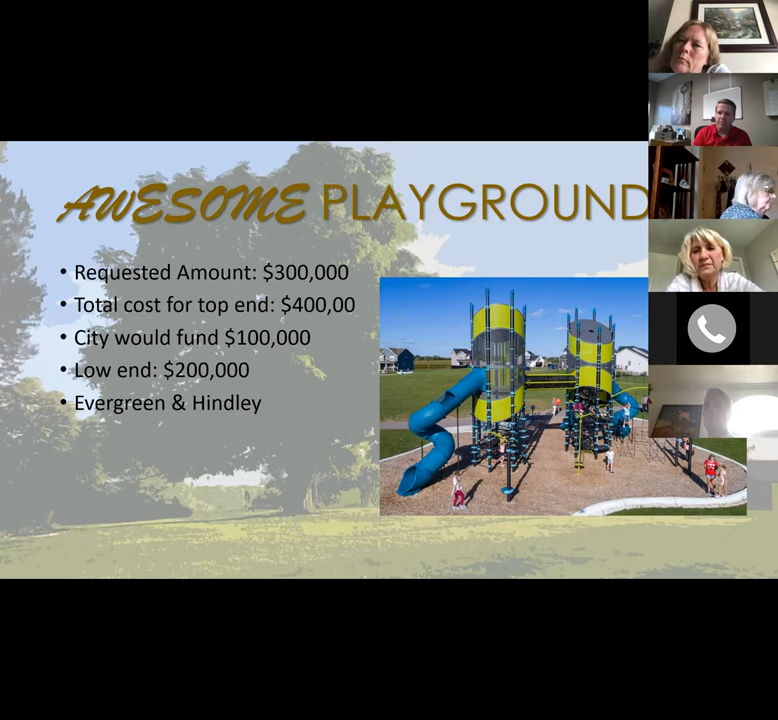 AWESOME PLAYGROUND
• Requested Amount: $300,000
• Total cost for top end: $400,00
• City would fund $100,000
• Low end: $200,000
• Evergreen & Hindley